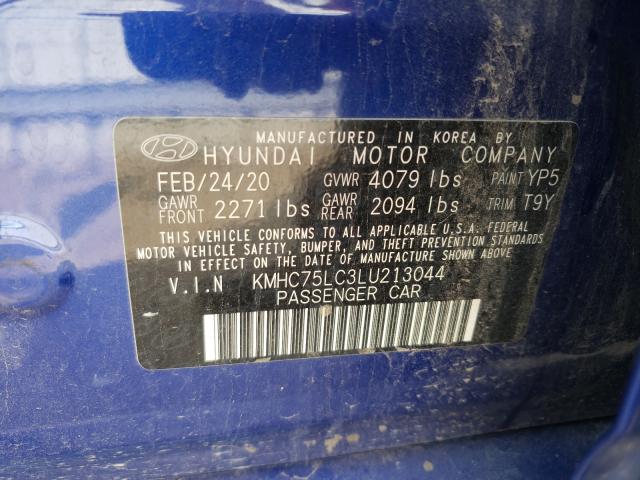 MANUFACTURED IN KOREA BY
HYUNDAI MOTOR COMPANY
FEB/24/20 GVWR 4079 lbs PAINT YP5
GAWR FRONT 2271 lbs GAWR REAR 2094 lbs TRIM T9Y
THIS VEHICLE CONFORMS TO ALL APPLICABLE U.S.A. FEDERAL
MOTOR VEHICLE SAFETY, BUMPER, AND THEFT PREVENTION STANDARDS
IN EFFECT ON THE DATE OF MANUFACTURE SHOWN ABOVE
V.I.N KMHC75LC3LU213044
PASSENGER CAR